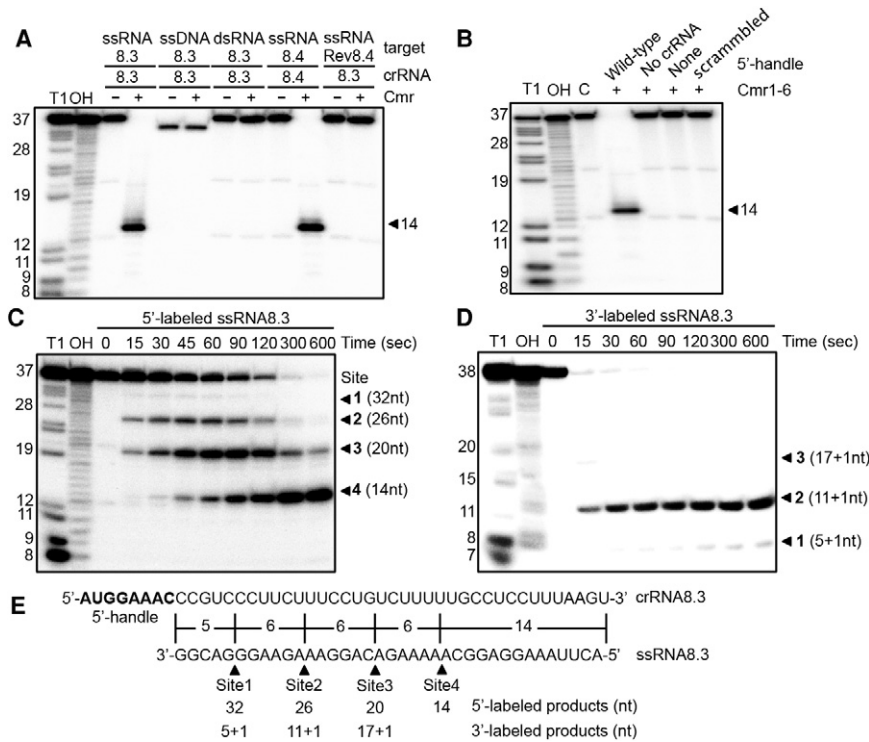 A
ssRNA ssDNA dsRNA ssRNA ssRNA
8.3 8.3 8.3 8.4 Rev8.4 target
8.3 8.3 8.3 8.4 8.3 crRNA
T1 OH – + – + – + – + – + Cmr
37
28
19
12
11
9
8
14
B
Wild-type
No crRNA
None
scrammbled
5'-handle
T1 OH C + + + + Cmr1-6
37
28
19
12
11
9
8
14
C
5'-labeled ssRNA8.3
T1 OH 0 15 30 45 60 90 120 300 600 Time (sec)
37
28
19
12
11
9
8
Site
1 (32nt)
2 (26nt)
3 (20nt)
4 (14nt)
D
3'-labeled ssRNA8.3
T1 OH 0 15 30 60 90 120 300 600 Time (sec)
38
20
15
11
8
7
3 (17+1nt)
2 (11+1nt)
1 (5+1nt)
E
5'-AUGGAAACCCGUCCCUUCUUUCCUGUCUUUUUGCCUCCUUUAAGU-3' crRNA8.3
5'-handle
5 6 6 6 14
3'-GGCAGGGAAGAAAGGACAGAAAAACGGAGGAAAUUCA-5' ssRNA8.3
Site1 Site2 Site3 Site4
32 26 20 14 5'-labeled products (nt)
5+1 11+1 17+1 3'-labeled products (nt)